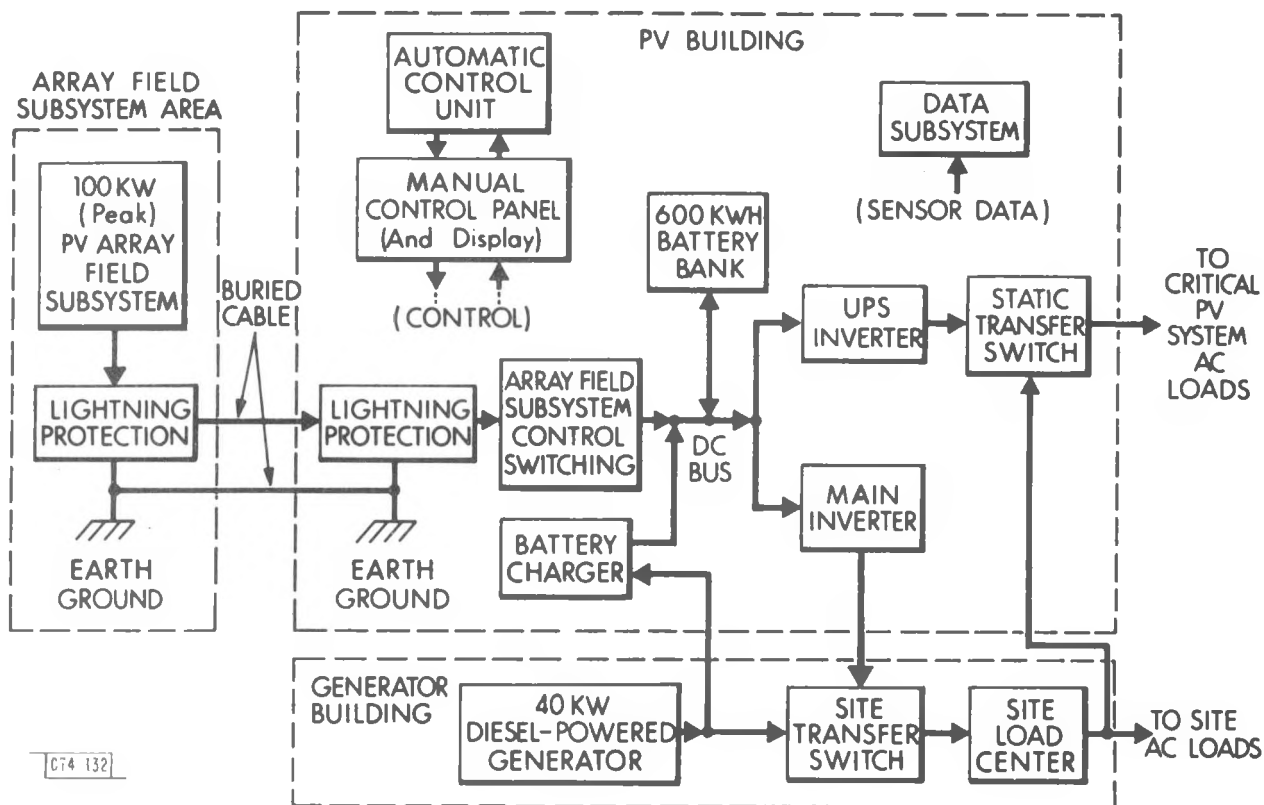 PV BUILDING
ARRAY FIELD
SUBSYSTEM AREA
100 KW
(Peak)
PV ARRAY
FIELD
SUBSYSTEM
LIGHTNING
PROTECTION
EARTH
GROUND
BURIED
CABLE
AUTOMATIC
CONTROL
UNIT
MANUAL
CONTROL PANEL
(And Display)
(CONTROL)
DATA
SUBSYSTEM
(SENSOR DATA)
LIGHTNING
PROTECTION
EARTH
GROUND
ARRAY FIELD
SUBSYSTEM
CONTROL
SWITCHING
600 KWH
BATTERY
BANK
DC
BUS
UPS
INVERTER
STATIC
TRANSFER
SWITCH
TO
CRITICAL
PV
SYSTEM
AC
LOADS
MAIN
INVERTER
BATTERY
CHARGER
GENERATOR
BUILDING
40 KW
DIESEL-POWERED
GENERATOR
SITE
TRANSFER
SWITCH
SITE
LOAD
CENTER
TO SITE
AC LOADS
C74 132